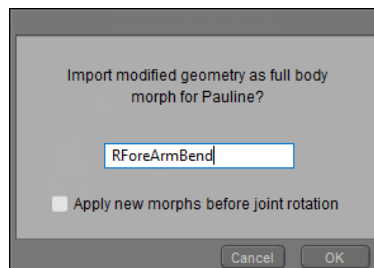 Import modified geometry as full body
morph for Pauline?
RForeArmBend
Apply new morphs before joint rotation
Cancel OK